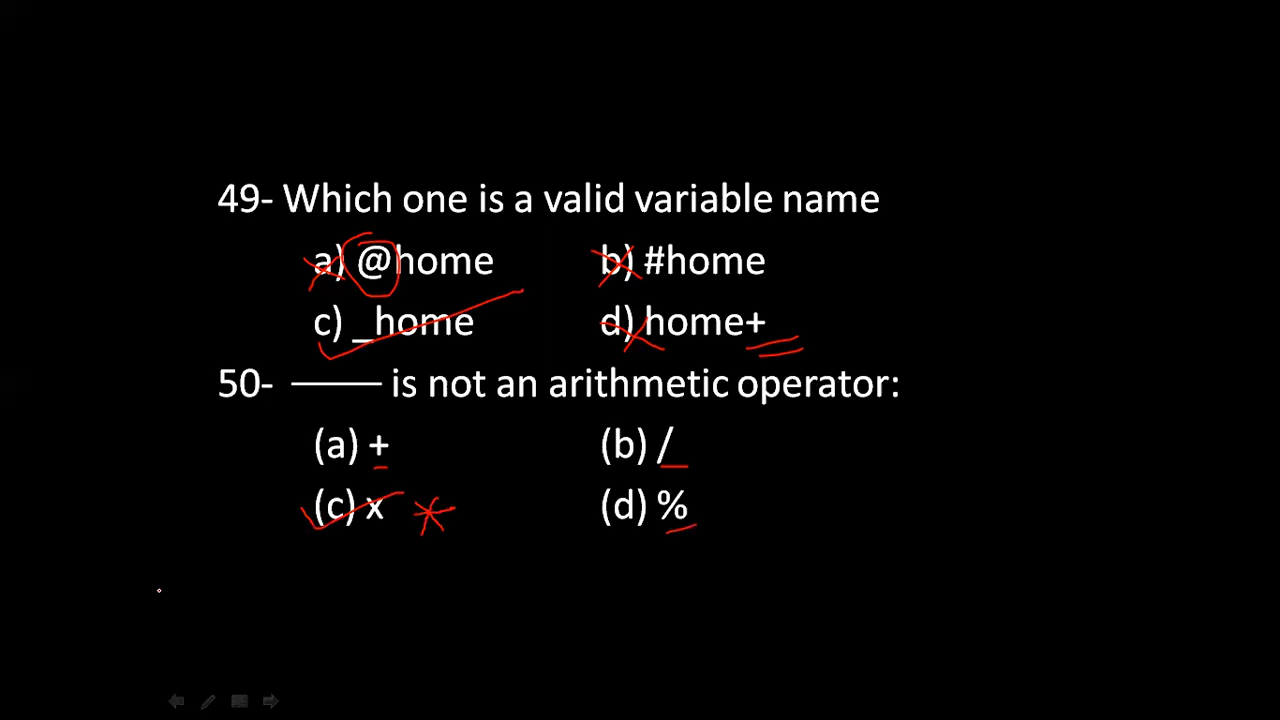 49- Which one is a valid variable name
a) @home b) #home
c) _home d) home+
50- ——— is not an arithmetic operator:
(a) + (b) /
(c) x * (d) %